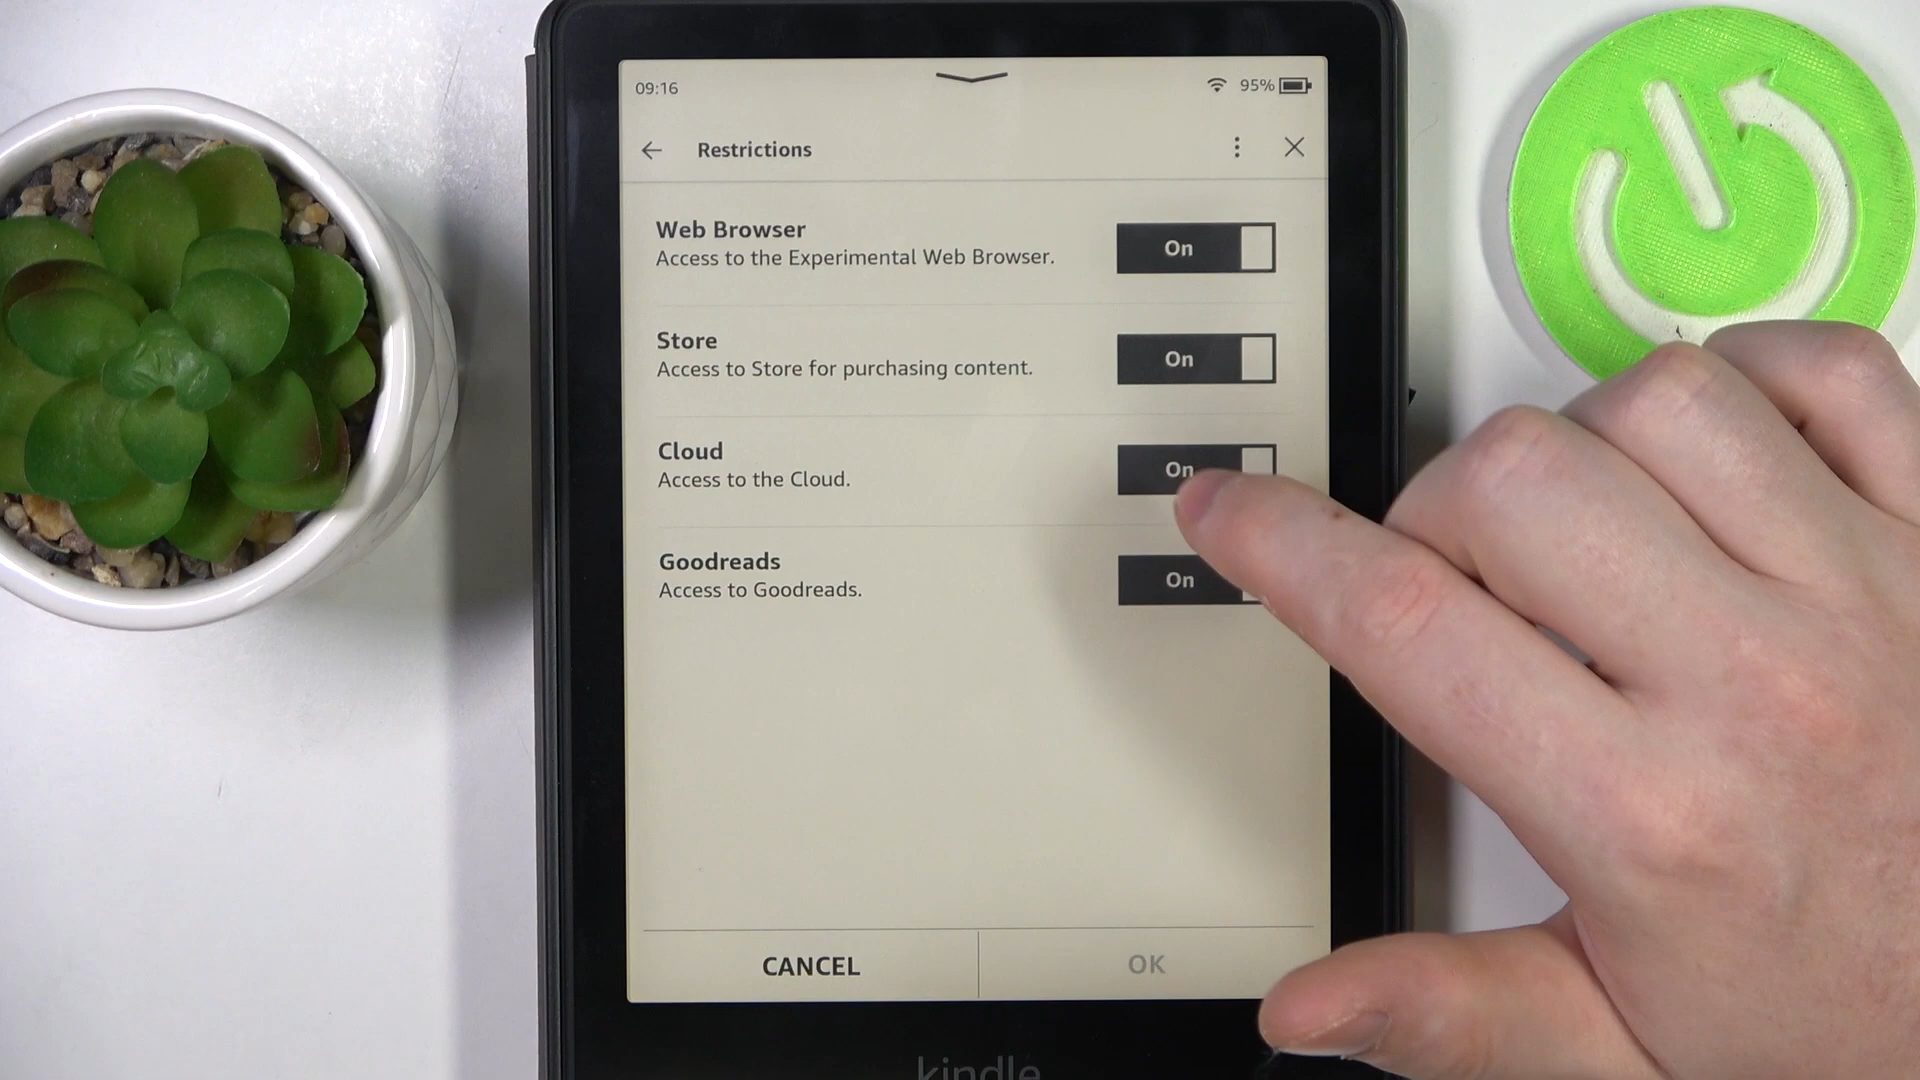 09:16
95%
Restrictions
Web Browser
Access to the Experimental Web Browser.
On
Store
Access to Store for purchasing content.
On
Cloud
Access to the Cloud.
On
Goodreads
Access to Goodreads.
On
CANCEL
OK
kindle